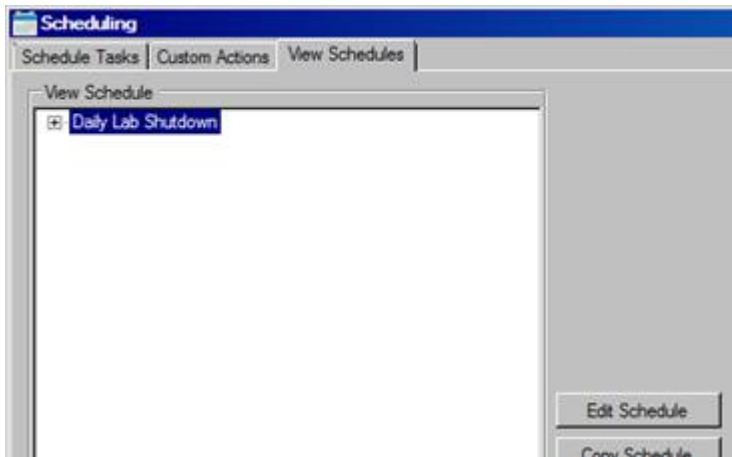 Scheduling
Schedule Tasks Custom Actions View Schedules
View Schedule
Daily Lab Shutdown
Edit Schedule
Copy Schedule